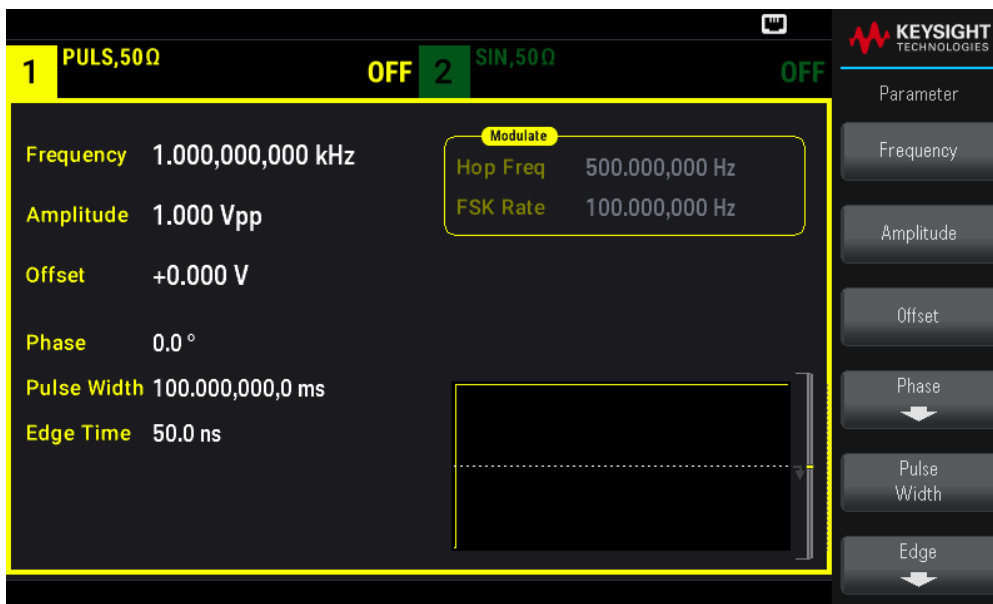 KEYSIGHT
TECHNOLOGIES
1 PULS,50Ω OFF 2 SIN,50Ω OFF
Parameter
Modulate
Frequency 1.000,000,000 kHz
Hop Freq 500.000,000 Hz
FSK Rate 100.000,000 Hz
Amplitude 1.000 Vpp
Offset +0.000 V
Phase 0.0 °
Pulse Width 100.000,000,0 ms
Edge Time 50.0 ns
Frequency
Amplitude
Offset
Phase
Pulse
Width
Edge